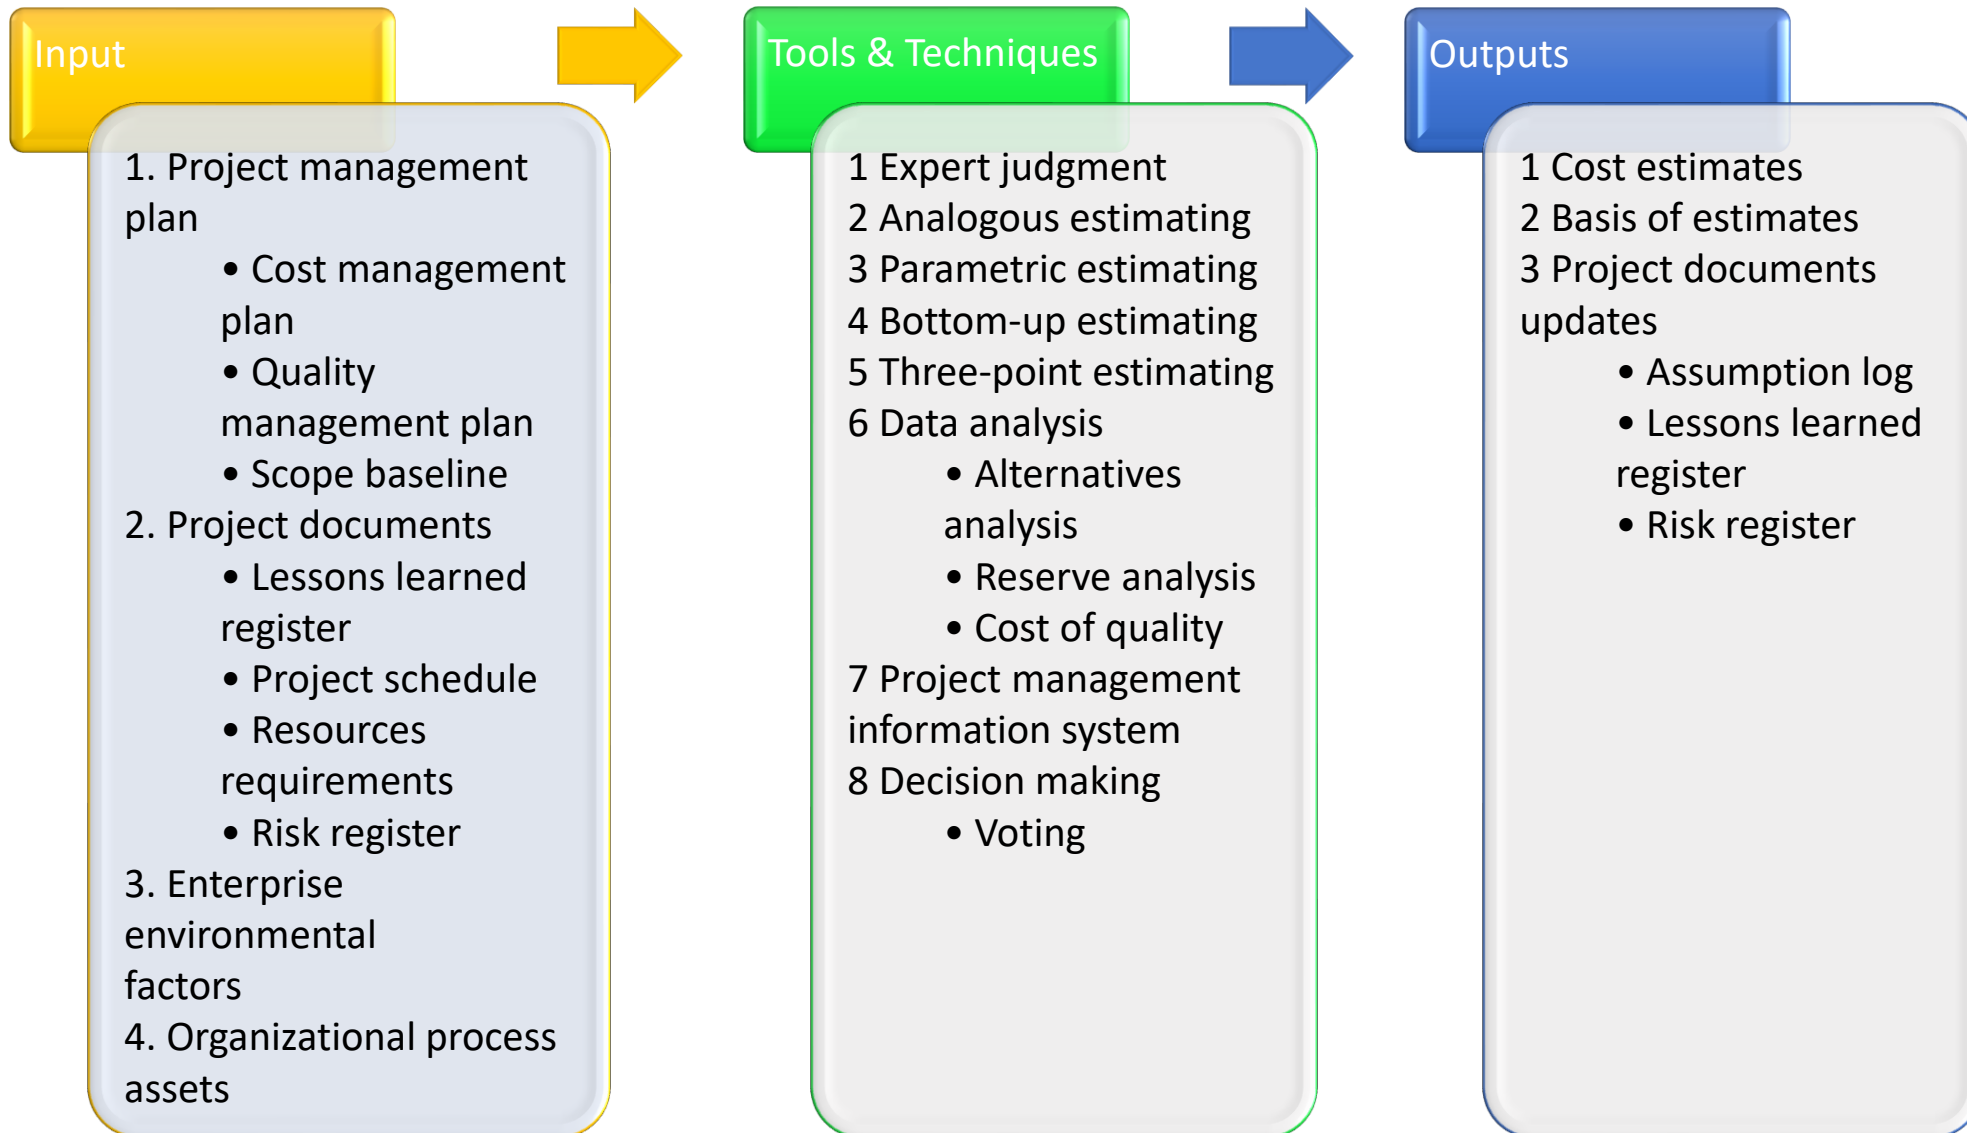 Input
1. Project management
plan
• Cost management
plan
• Quality
management plan
• Scope baseline
2. Project documents
• Lessons learned
register
• Project schedule
• Resources
requirements
• Risk register
3. Enterprise
environmental
factors
4. Organizational process
assets
Tools & Techniques
1 Expert judgment
2 Analogous estimating
3 Parametric estimating
4 Bottom-up estimating
5 Three-point estimating
6 Data analysis
• Alternatives
analysis
• Reserve analysis
• Cost of quality
7 Project management
information system
8 Decision making
• Voting
Outputs
1 Cost estimates
2 Basis of estimates
3 Project documents
updates
• Assumption log
• Lessons learned
register
• Risk register